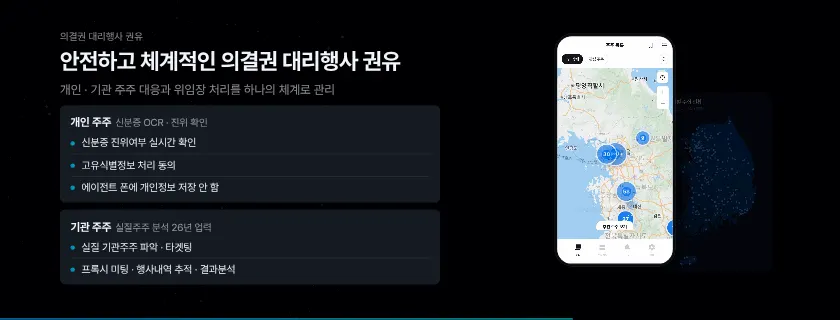 의결권 대리행사 권유
안전하고 체계적인 의결권 대리행사 권유
개인 · 기관 주주 대응과 위임장 처리를 하나의 체계로 관리
개인 주주 신분증 OCR · 진위 확인
신분증 진위여부 실시간 확인
고유식별정보 처리 동의
에이전트 폰에 개인정보 저장 안 함
기관 주주 실질주주 분석 26년 업력
실질 기관주주 파악 · 타겟팅
프록시 미팅 · 행사내역 추적 · 결과분석